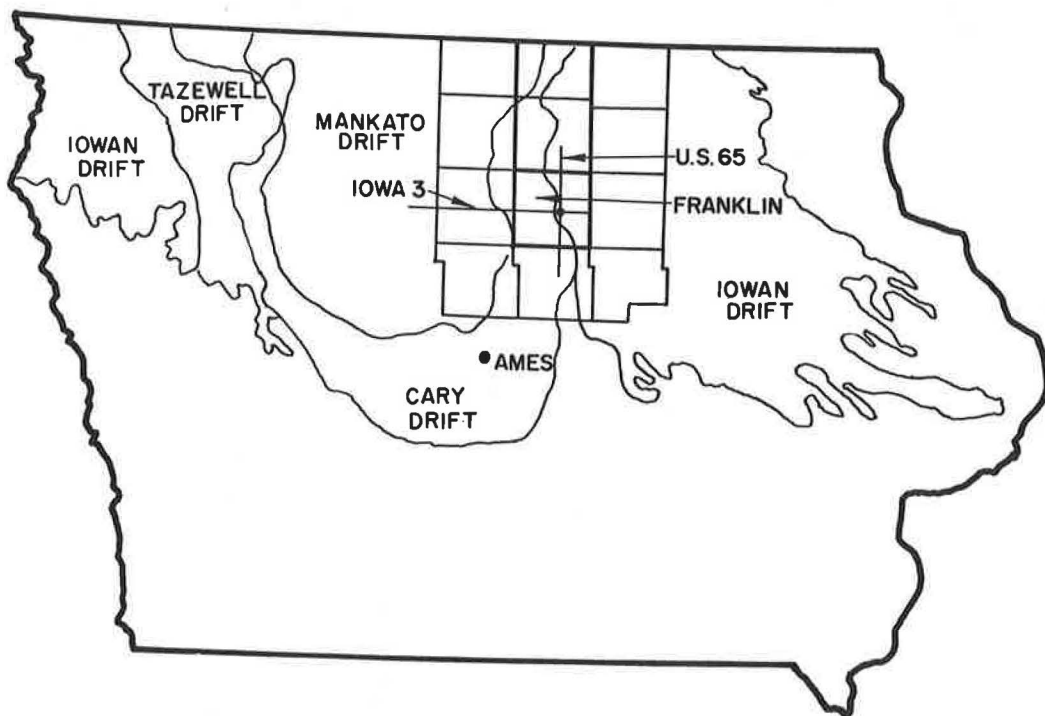 TAZEWELL
DRIFT
IOWAN
DRIFT
MANKATO
DRIFT
IOWA 3
U.S. 65
FRANKLIN
IOWAN
DRIFT
AMES
CARY
DRIFT